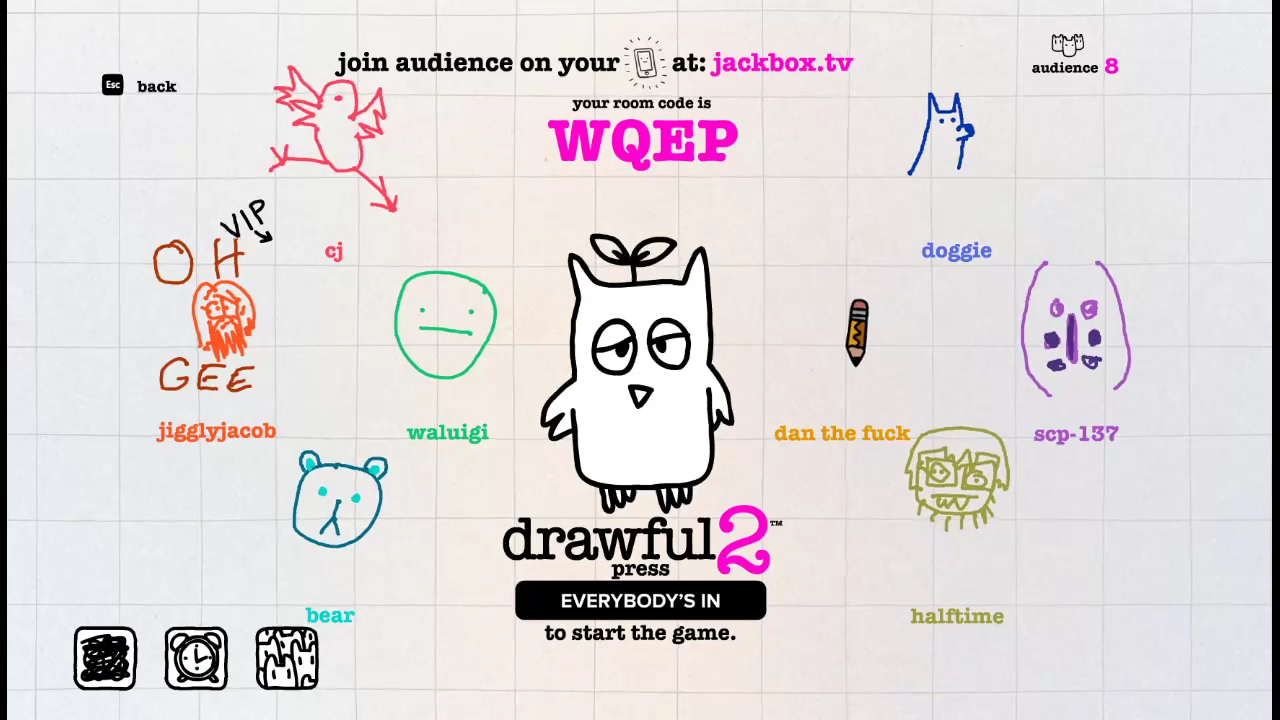 join audience on your at: jackbox.tv
audience 8
Esc back
your room code is
WQEP
VIP
cj
doggie
O H
GEE
jigglyjacob
waluigi
dan the fuck
scp-137
drawful 2™
press
EVERYBODY'S IN
to start the game.
bear
halftime